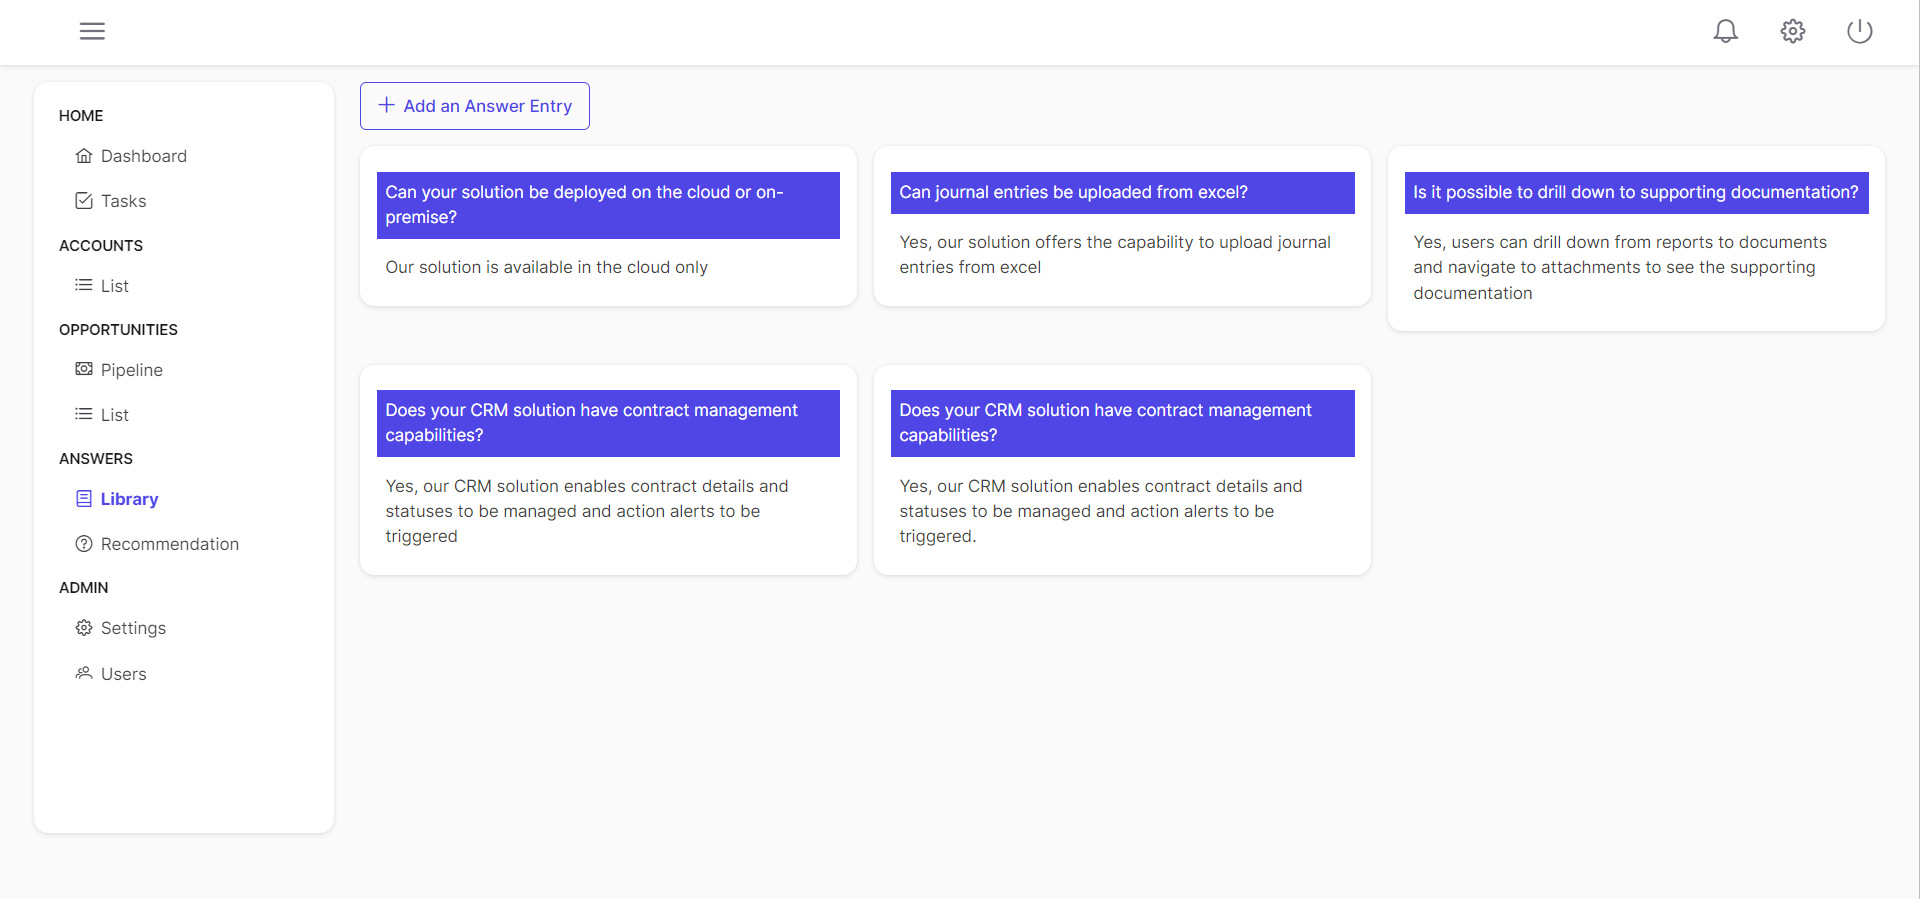 HOME
Dashboard
Tasks
ACCOUNTS
List
OPPORTUNITIES
Pipeline
List
ANSWERS
Library
Recommendation
ADMIN
Settings
Users
Add an Answer Entry
Can your solution be deployed on the cloud or on-
premise?
Our solution is available in the cloud only
Can journal entries be uploaded from excel?
Yes, our solution offers the capability to upload journal
entries from excel
Is it possible to drill down to supporting documentation?
Yes, users can drill down from reports to documents
and navigate to attachments to see the supporting
documentation
Does your CRM solution have contract management
capabilities?
Yes, our CRM solution enables contract details and
statuses to be managed and action alerts to be
triggered
Does your CRM solution have contract management
capabilities?
Yes, our CRM solution enables contract details and
statuses to be managed and action alerts to be
triggered.